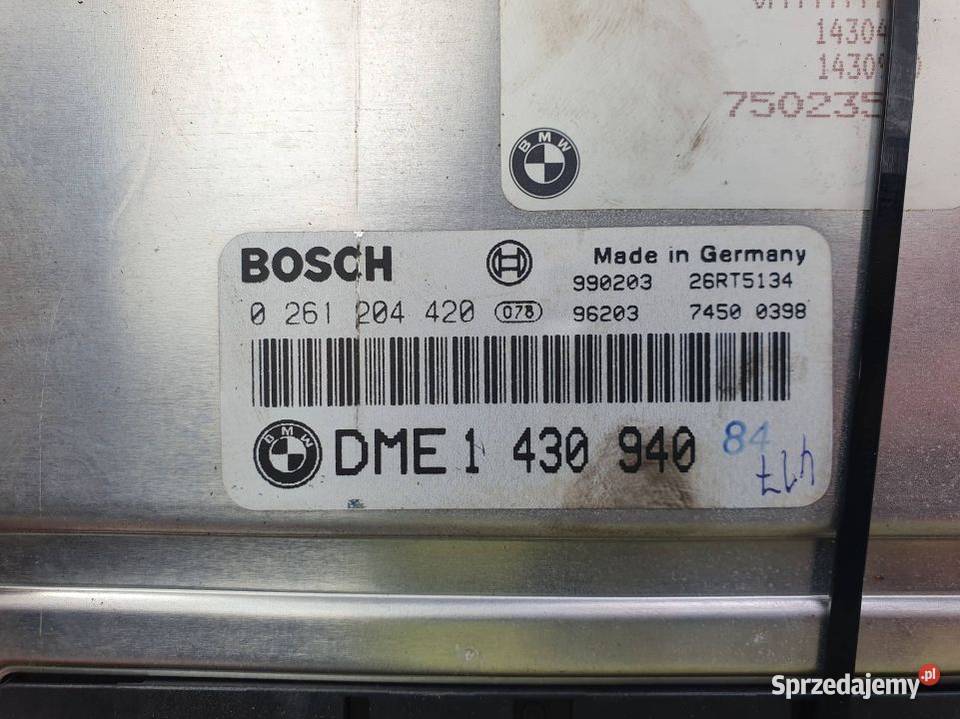 14304
1430
750235
BMW
BOSCH
Made in Germany
990203 26RT5134
0 261 204 420 078 96203 7450 0398
BMW DME 1 430 940 84
417
Sprzedajemy.pl